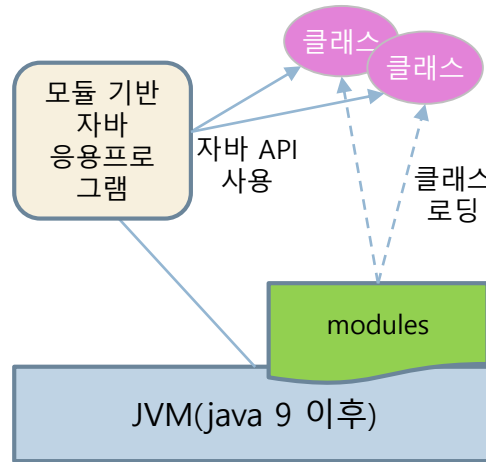 클래스
클래스
모듈 기반
자바
응용프로
그램
자바 API
사용
클래스
로딩
modules
JVM(java 9 이후)